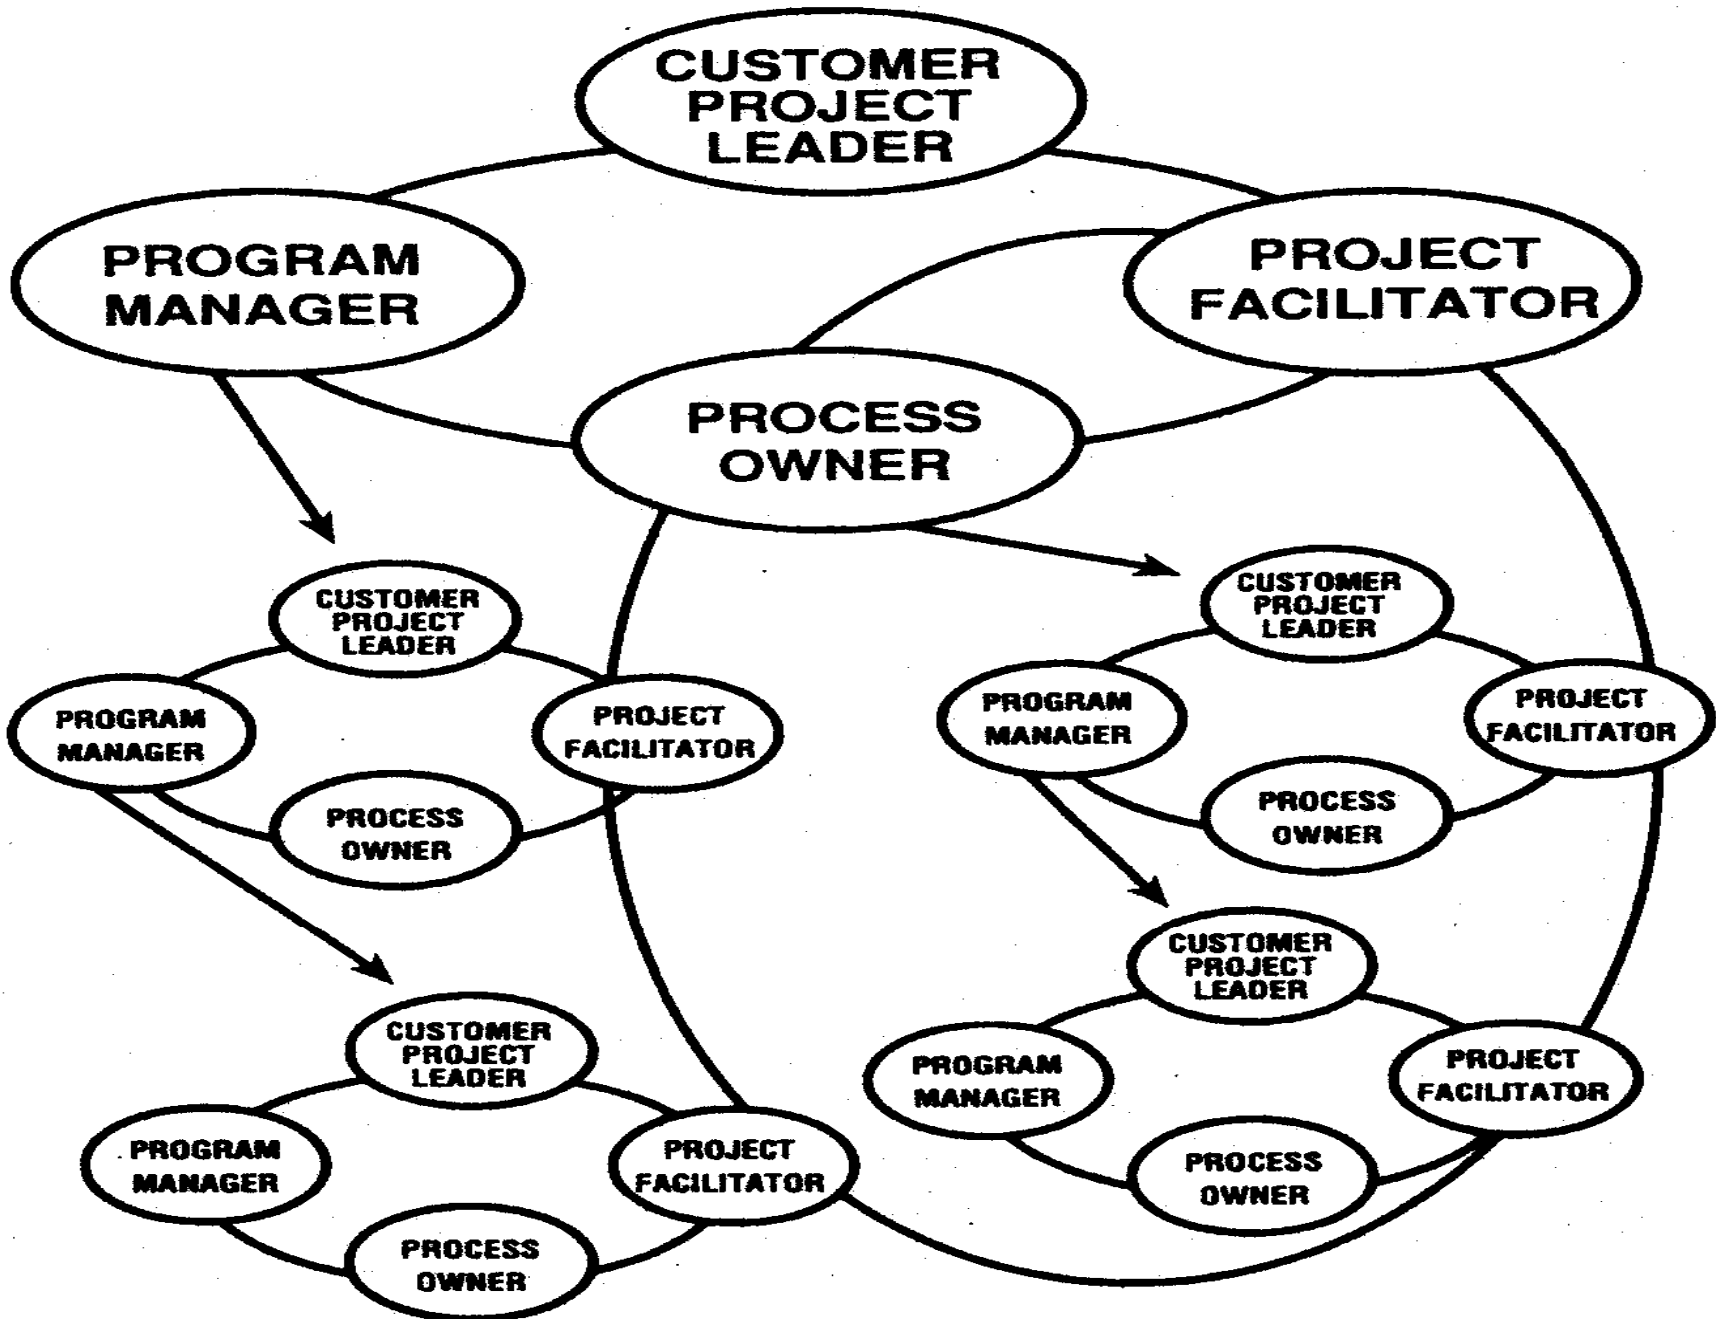 CUSTOMER
PROJECT
LEADER
PROGRAM
MANAGER
PROJECT
FACILITATOR
PROCESS
OWNER
CUSTOMER
PROJECT
LEADER
PROGRAM
MANAGER
PROJECT
FACILITATOR
PROCESS
OWNER
CUSTOMER
PROJECT
LEADER
PROGRAM
MANAGER
PROJECT
FACILITATOR
PROCESS
OWNER
CUSTOMER
PROJECT
LEADER
PROGRAM
MANAGER
PROJECT
FACILITATOR
PROCESS
OWNER
CUSTOMER
PROJECT
LEADER
PROGRAM
MANAGER
PROJECT
FACILITATOR
PROCESS
OWNER